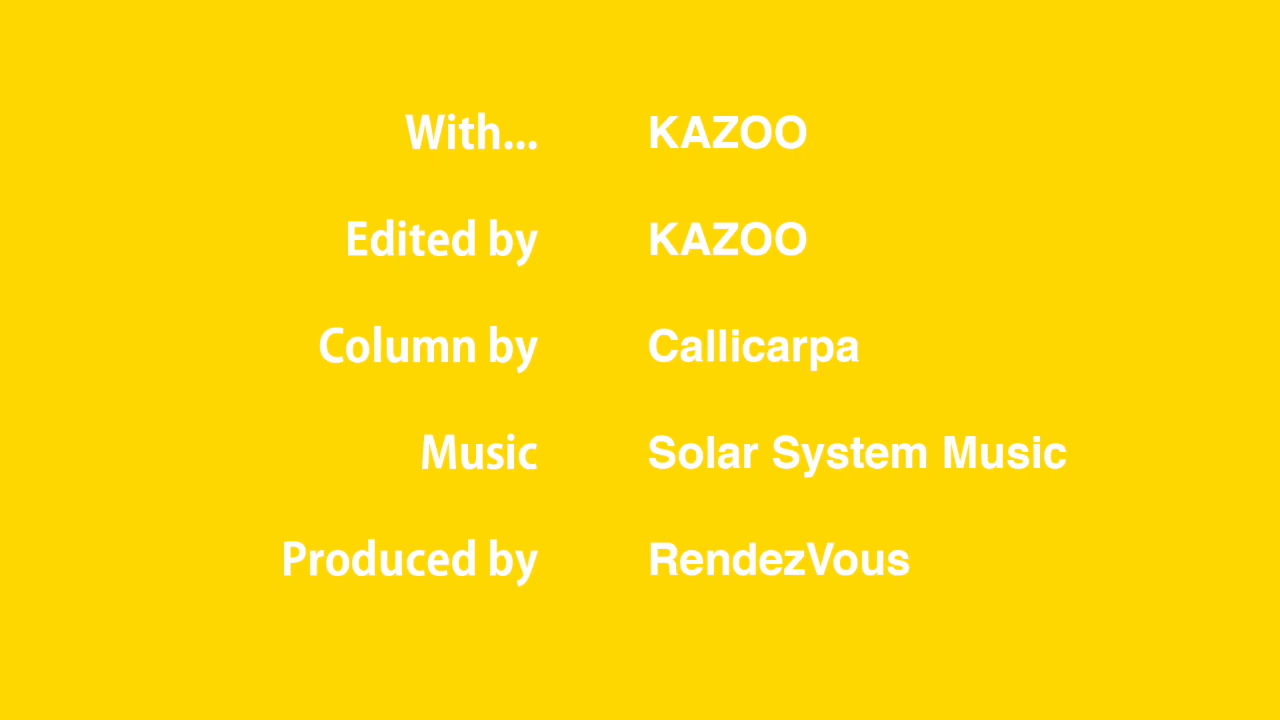 With... KAZOO
Edited by KAZOO
Column by Callicarpa
Music Solar System Music
Produced by RendezVous